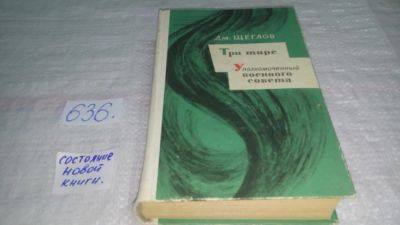 Дм. ЩЕГЛОВ
Три тире
Уполномоченный
военного
совета
636.
СОСТОЯНИЕ
НОВОЙ
КНИГИ.